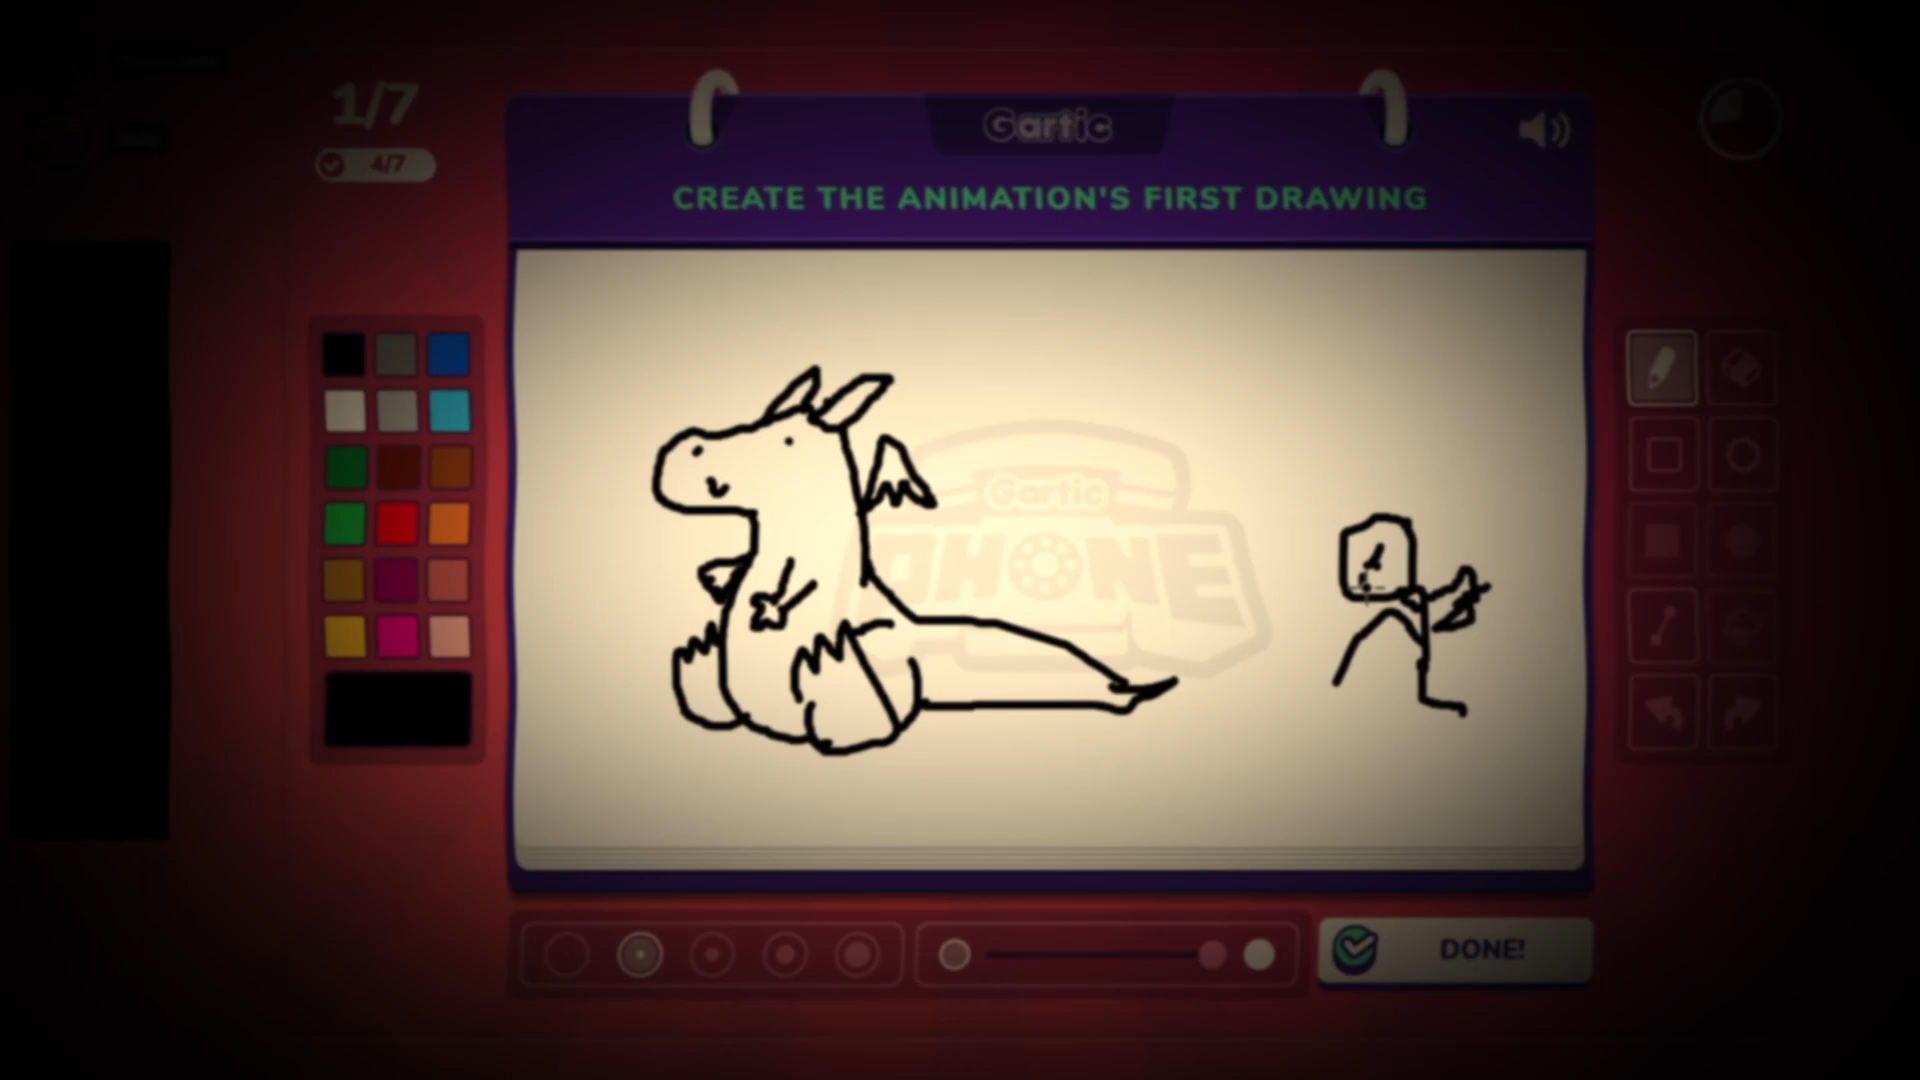 1/7
4/7
Gartic
CREATE THE ANIMATION'S FIRST DRAWING
Gartic
PHONE
DONE!